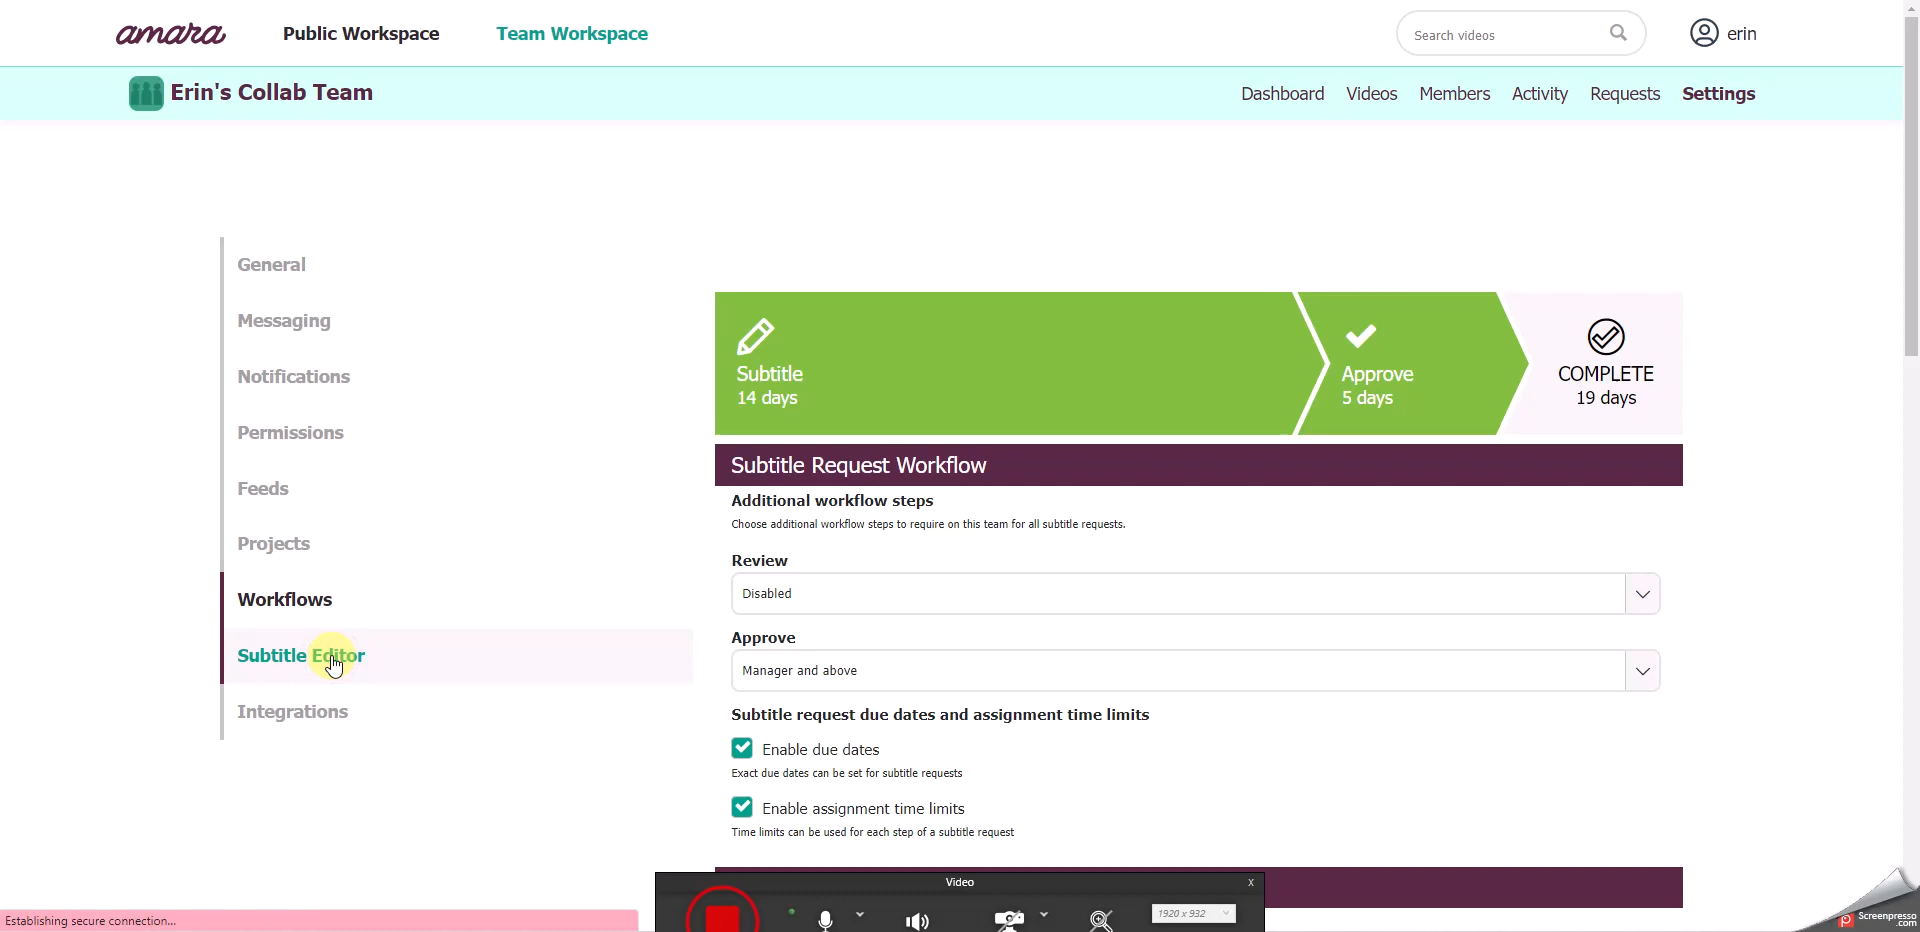 amara
Public Workspace
Team Workspace
Search videos
erin
Erin's Collab Team
Dashboard
Videos
Members
Activity
Requests
Settings
General
Messaging
Notifications
Permissions
Feeds
Projects
Workflows
Subtitle Editor
Integrations
Subtitle
14 days
Approve
5 days
COMPLETE
19 days
Subtitle Request Workflow
Additional workflow steps
Choose additional workflow steps to require on this team for all subtitle requests.
Review
Disabled
Approve
Manager and above
Subtitle request due dates and assignment time limits
Enable due dates
Exact due dates can be set for subtitle requests
Enable assignment time limits
Time limits can be used for each step of a subtitle request
Video
x
1920 x 932
Establishing secure connection...
Screenpresso
.com